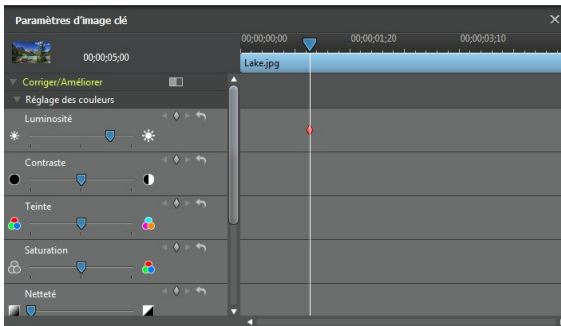 Paramètres d'image clé
00;00;00;00 00;00;01;20 00;00;03;10
00;00;05;00
Lake.jpg
Corriger/Améliorer
Réglage des couleurs
Luminosité
Contraste
Teinte
Saturation
Netteté